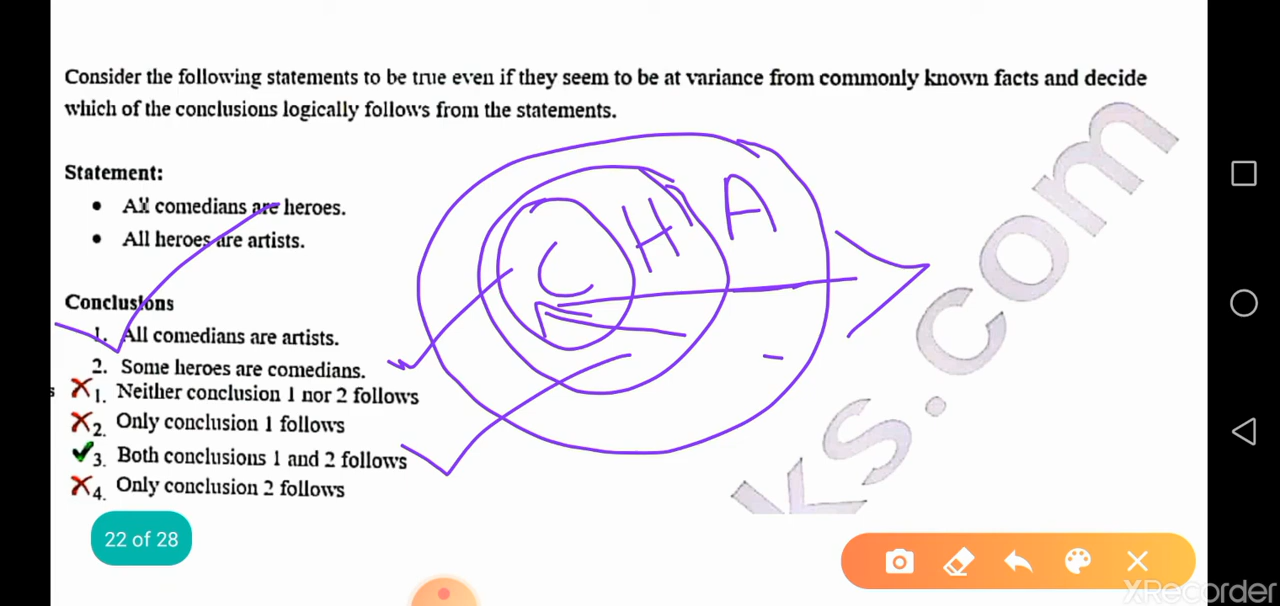 Consider the following statements to be true even if they seem to be at variance from commonly known facts and decide
which of the conclusions logically follows from the statements.
Statement:
• All comedians are heroes.
• All heroes are artists.
Conclusions
1. All comedians are artists.
2. Some heroes are comedians.
s 1. Neither conclusion 1 nor 2 follows
2. Only conclusion 1 follows
3. Both conclusions 1 and 2 follows
4. Only conclusion 2 follows
C H A
ks.com
22 of 28
XRecorder